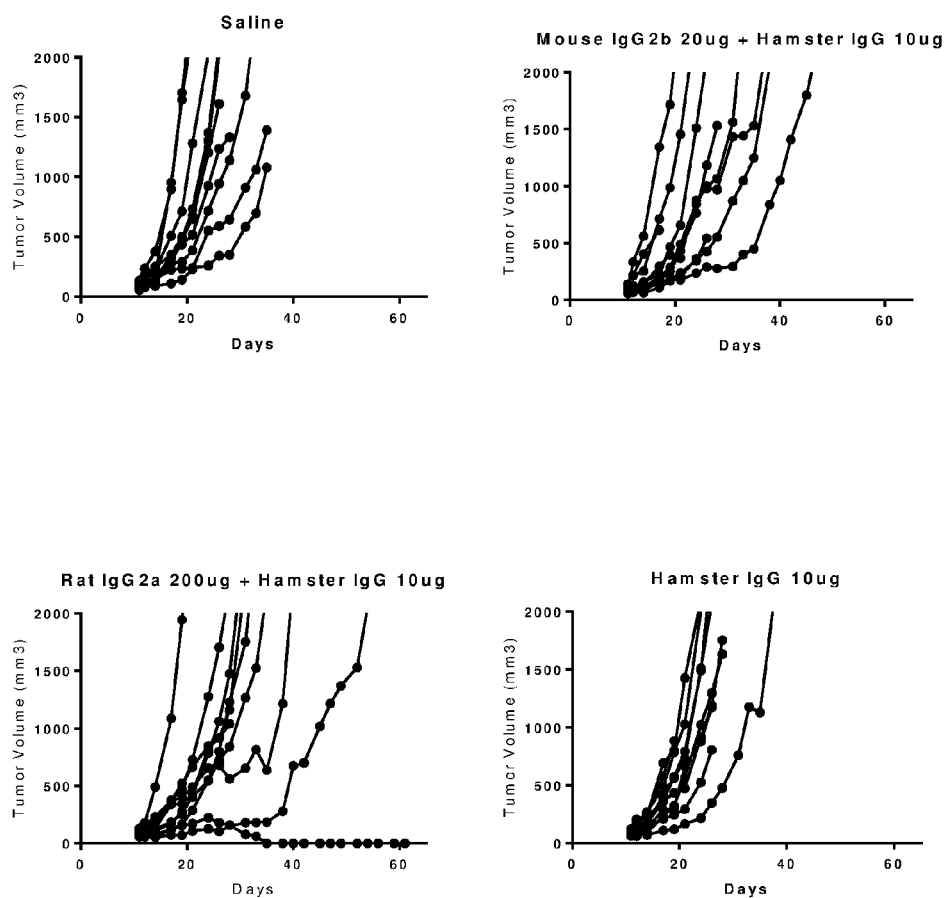 Saline
Tumor Volume (mm3)
2000
1500
1000
500
0
0 20 40 60
Days
Mouse IgG2b 20ug + Hamster IgG 10ug
Tumor Volume (mm3)
2000
1500
1000
500
0
0 20 40 60
Days
Rat IgG2a 200ug + Hamster IgG 10ug
Tumor Volume (mm3)
2000
1500
1000
500
0
0 20 40 60
Days
Hamster IgG 10ug
Tumor Volume (mm3)
2000
1500
1000
500
0
0 20 40 60
Days